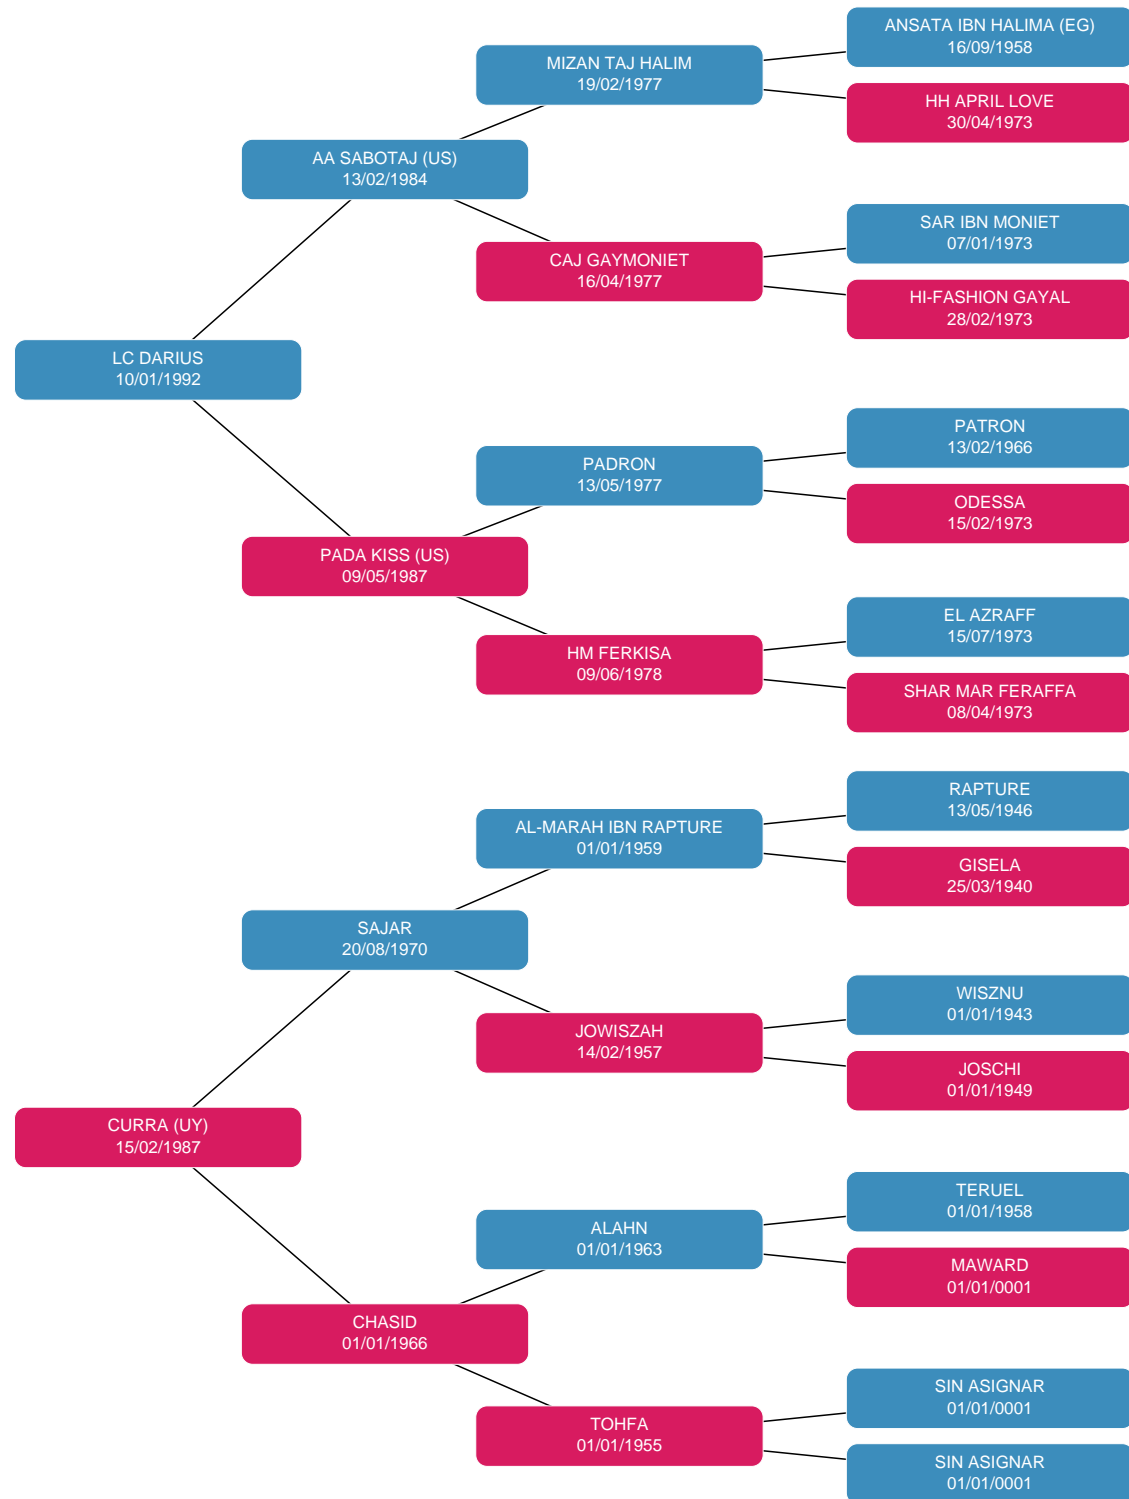 ANSATA IBN HALIMA (EG)
16/09/1958
MIZAN TAJ HALIM
19/02/1977
HH APRIL LOVE
30/04/1973
AA SABOTAJ (US)
13/02/1984
SAR IBN MONIET
07/01/1973
CAJ GAYMONIET
16/04/1977
HI-FASHION GAYAL
28/02/1973
LC DARIUS
10/01/1992
PATRON
13/02/1966
PADRON
13/05/1977
ODESSA
15/02/1973
PADA KISS (US)
09/05/1987
EL AZRAFF
15/07/1973
HM FERKISA
09/06/1978
SHAR MAR FERAFFA
08/04/1973
RAPTURE
13/05/1946
AL-MARAH IBN RAPTURE
01/01/1959
GISELA
25/03/1940
SAJAR
20/08/1970
WISZNU
01/01/1943
JOWISZAH
14/02/1957
JOSCHI
01/01/1949
CURRA (UY)
15/02/1987
TERUEL
01/01/1958
ALAHN
01/01/1963
MAWARD
01/01/0001
CHASID
01/01/1966
SIN ASIGNAR
01/01/0001
TOHFA
01/01/1955
SIN ASIGNAR
01/01/0001